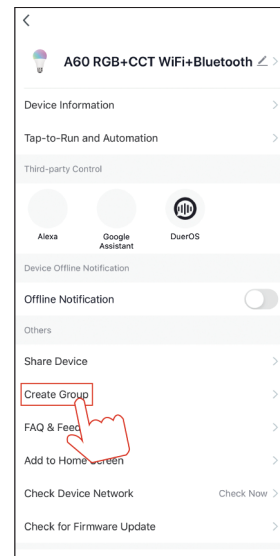 A60 RGB+CCT WiFi+Bluetooth
Device Information
Tap-to-Run and Automation
Third-party Control
Alexa
Google
Assistant
DuerOS
Device Offline Notification
Offline Notification
Others
Share Device
Create Group
FAQ & Feed
Add to Home Screen
Check Device Network
Check Now
Check for Firmware Update